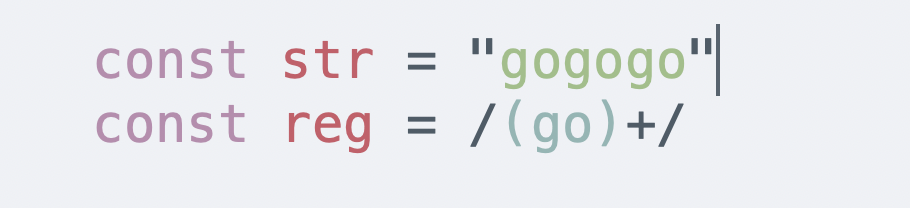 const str = "gogogo"
const reg = /(go)+/